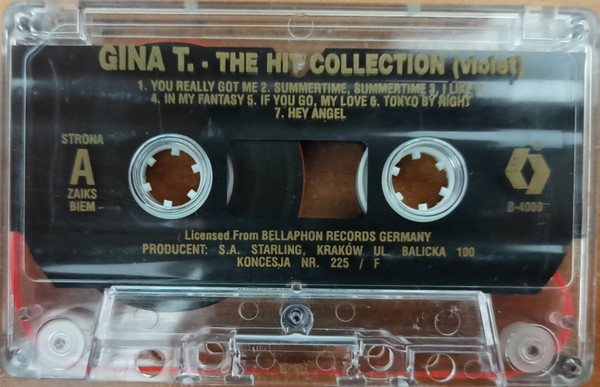 GINA T. - THE HIT COLLECTION (violet)
1. YOU REALLY GOT ME 2. SUMMERTIME, SUMMERTIME 3. I LIKE IT
4. IN MY FANTASY 5. IF YOU GO, MY LOVE 6. TOKYO BY NIGHT
7. HEY ANGEL
STRONA
A
ZAIKS
BIEM
B-4000
Licensed From BELLAPHON RECORDS GERMANY
PRODUCENT: S.A. STARLING, KRAKÓW UL. BALICKA 100
KONCESJA NR. 225 / F